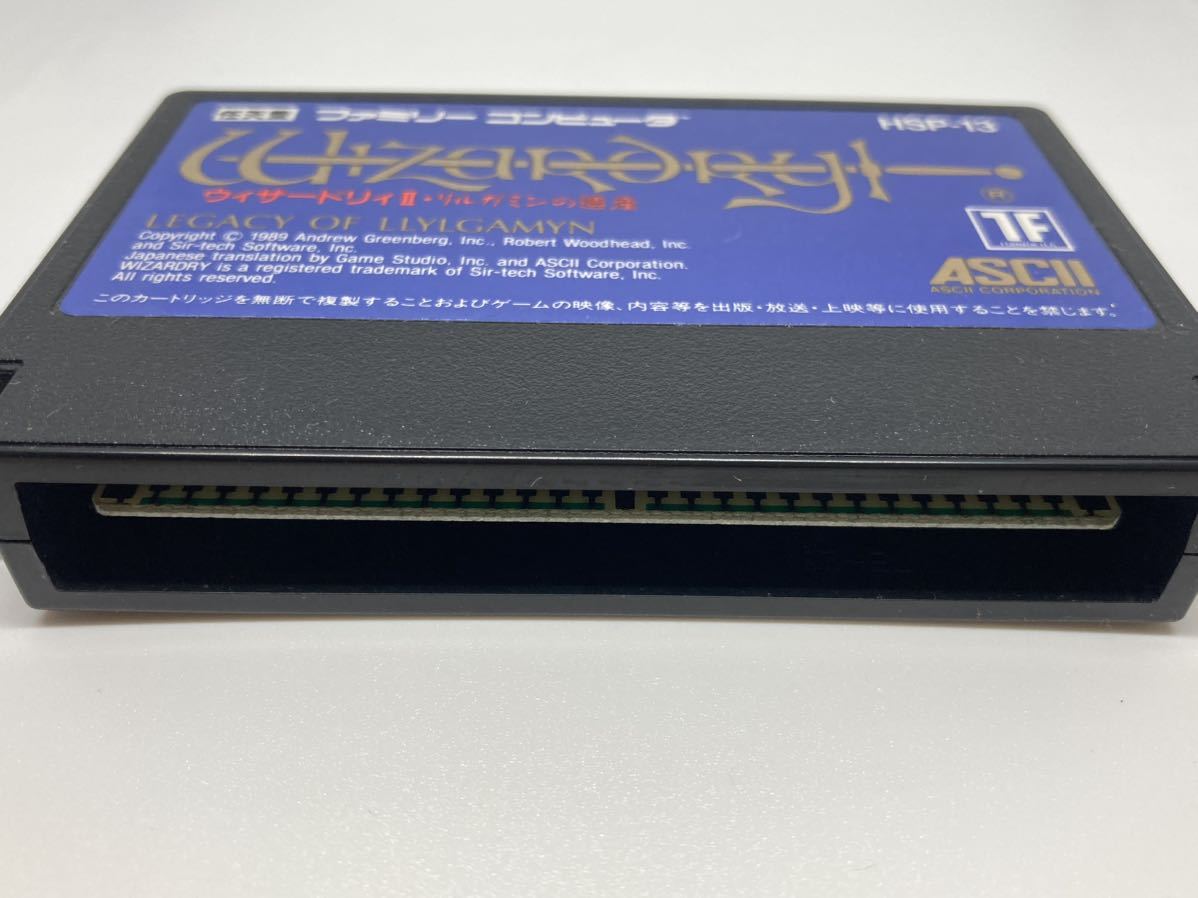 ファミリー コンピュータ
HSP-13
Wizardry
®
ウィザードリィII・リルガミンの遺産
LEGACY OF LLYLGAMYN
Copyright © 1989 Andrew Greenberg, Inc., Robert Woodhead, Inc.
and Sir-tech Software, Inc.
Japanese translation by Game Studio, Inc. and ASCII Corporation.
WIZARDRY is a registered trademark of Sir-tech Software, Inc.
All rights reserved.
TF
ASCII
ASCII CORPORATION
このカートリッジを無断で複製することおよびゲームの映像、内容等を出版・放送・上映等に使用することを禁じます。